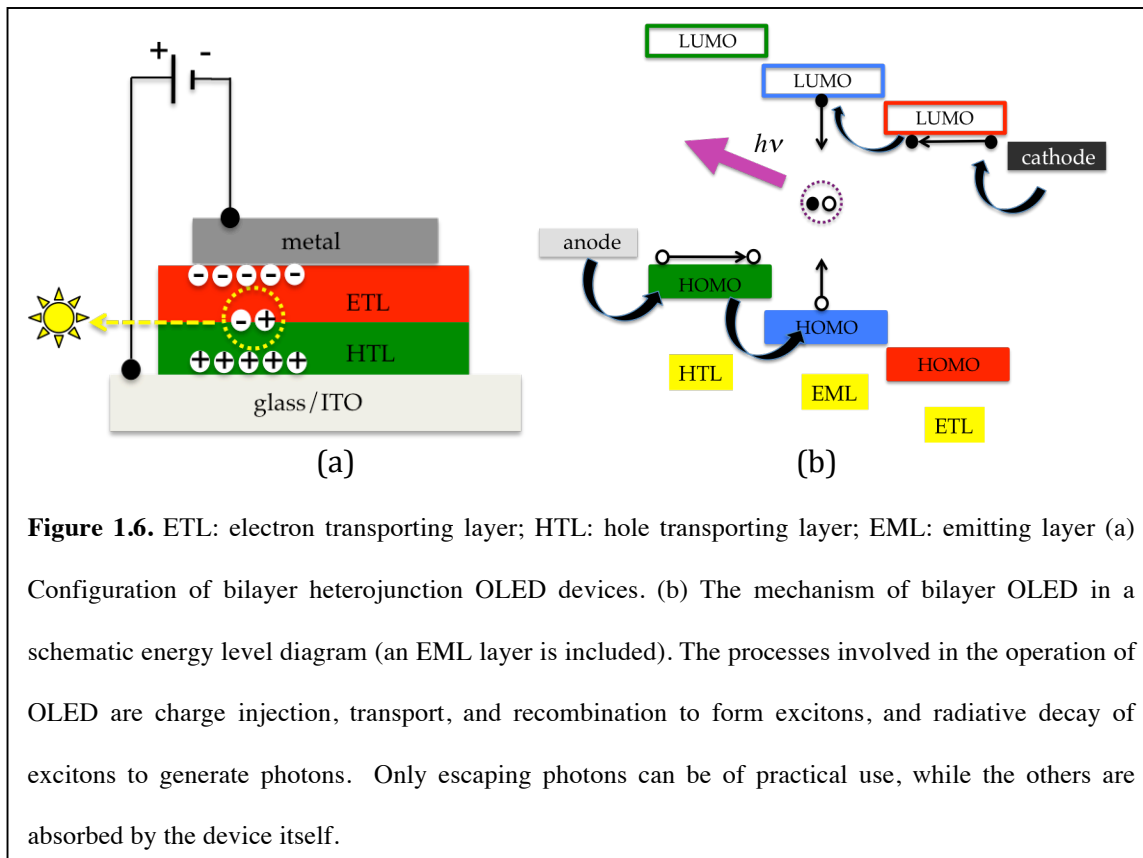 + -
metal
ETL
HTL
glass/ITO
- - - - -
- +
+ + + + +
(a)
LUMO
LUMO
LUMO
hν
cathode
anode
HOMO
HOMO
HOMO
HTL
EML
ETL
(b)
Figure 1.6. ETL: electron transporting layer; HTL: hole transporting layer; EML: emitting layer (a)
Configuration of bilayer heterojunction OLED devices. (b) The mechanism of bilayer OLED in a
schematic energy level diagram (an EML layer is included). The processes involved in the operation of
OLED are charge injection, transport, and recombination to form excitons, and radiative decay of
excitons to generate photons. Only escaping photons can be of practical use, while the others are
absorbed by the device itself.